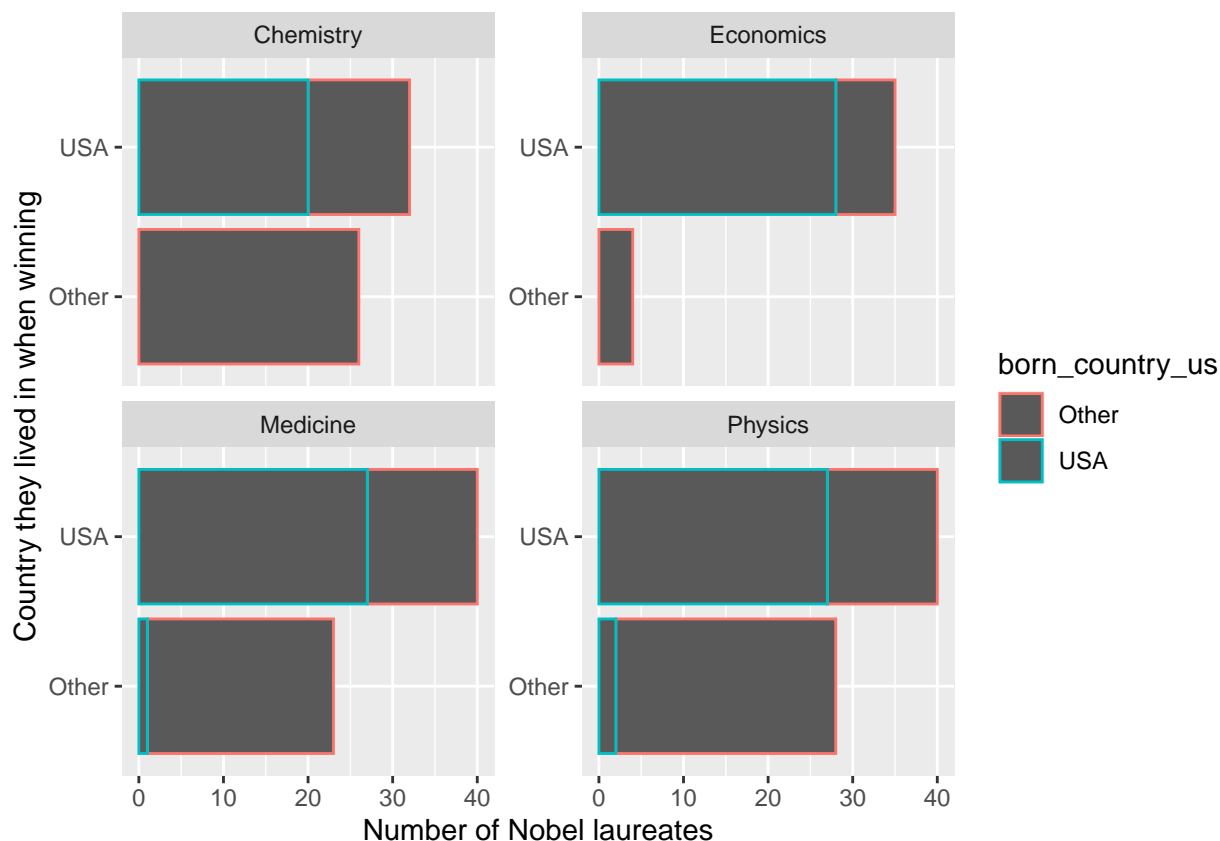 Chemistry
Economics
USA
Other
USA
Other
Medicine
Physics
USA
Other
USA
Other
0 10 20 30 40
0 10 20 30 40
Number of Nobel laureates
Country they lived in when winning
born_country_us
Other
USA